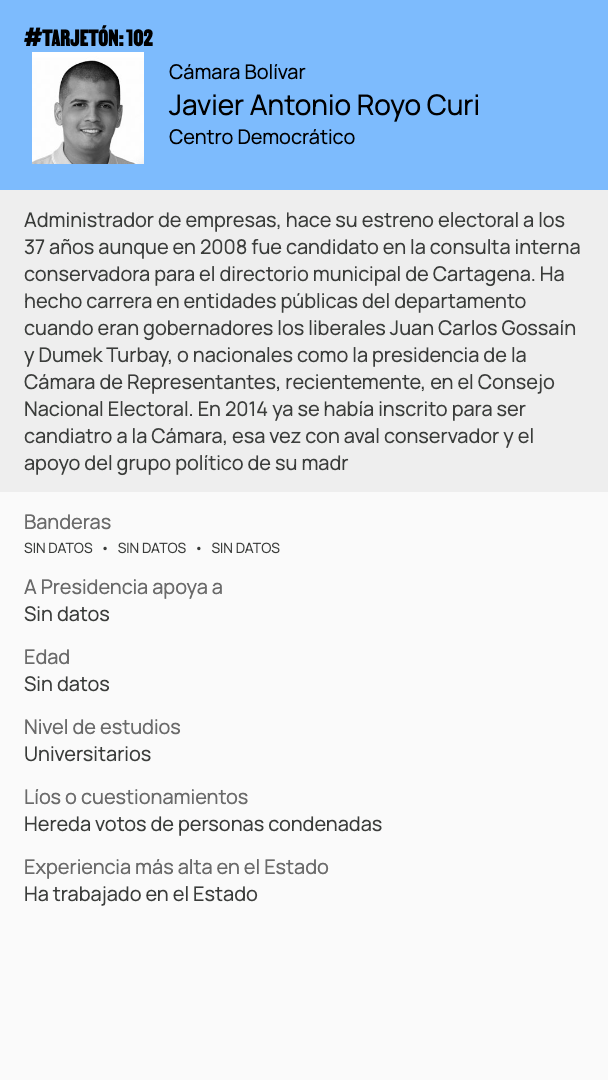 #TARJETÓN: 102
Cámara Bolívar
Javier Antonio Royo Curi
Centro Democrático
Administrador de empresas, hace su estreno electoral a los
37 años aunque en 2008 fue candidato en la consulta interna
conservadora para el directorio municipal de Cartagena. Ha
hecho carrera en entidades públicas del departamento
cuando eran gobernadores los liberales Juan Carlos Gossaín
y Dumek Turbay, o nacionales como la presidencia de la
Cámara de Representantes, recientemente, en el Consejo
Nacional Electoral. En 2014 ya se había inscrito para ser
candiatro a la Cámara, esa vez con aval conservador y el
apoyo del grupo político de su madr
Banderas
SIN DATOS • SIN DATOS • SIN DATOS
A Presidencia apoya a
Sin datos
Edad
Sin datos
Nivel de estudios
Universitarios
Líos o cuestionamientos
Hereda votos de personas condenadas
Experiencia más alta en el Estado
Ha trabajado en el Estado